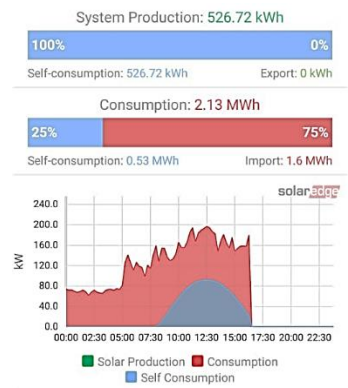 System Production: 526.72 kWh
100% 0%
Self-consumption: 526.72 kWh Export: 0 kWh
Consumption: 2.13 MWh
25% 75%
Self-consumption: 0.53 MWh Import: 1.6 MWh
solaredge
240.0
200.0
160.0
120.0
80.0
40.0
0.0
kW
00:00 02:30 05:00 07:30 10:00 12:30 15:00 17:30 20:00 22:30
Solar Production Consumption
Self Consumption